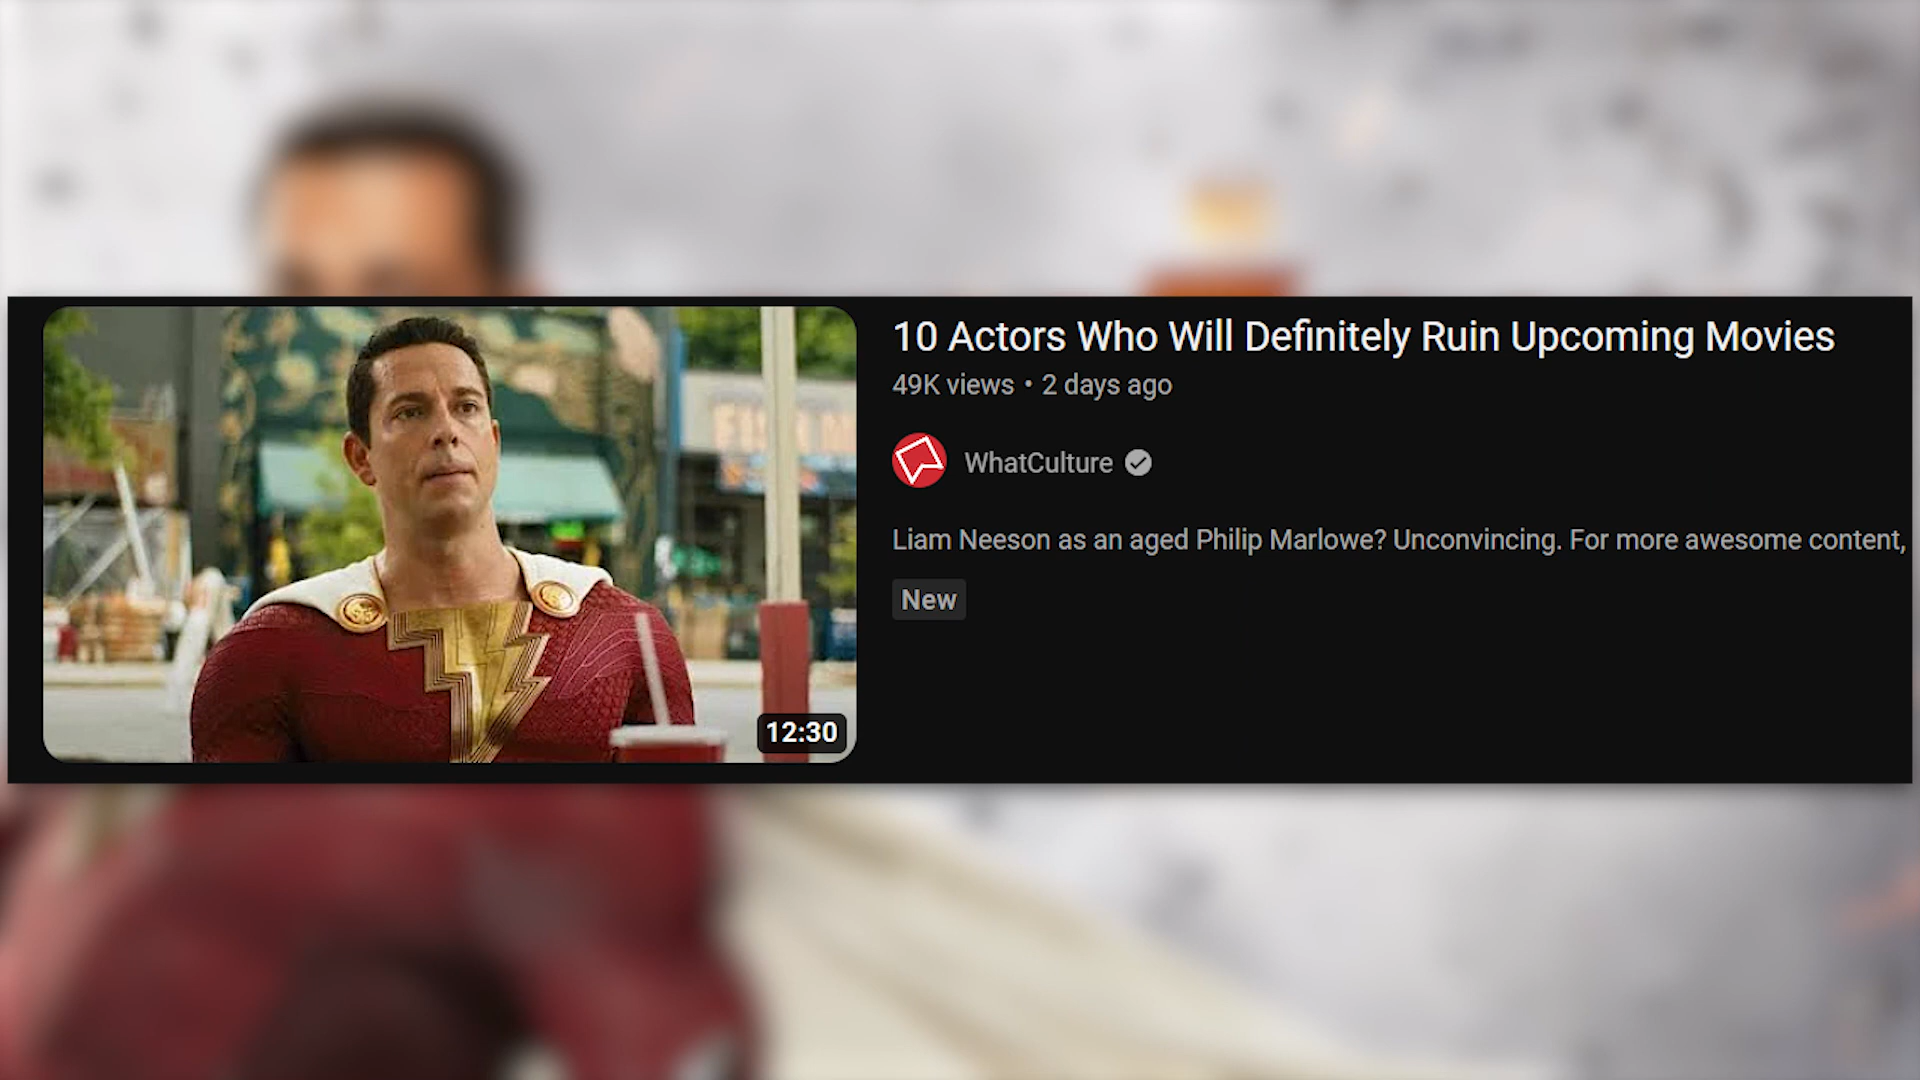 10 Actors Who Will Definitely Ruin Upcoming Movies
49K views • 2 days ago
WhatCulture
Liam Neeson as an aged Philip Marlowe? Unconvincing. For more awesome content,
New
12:30